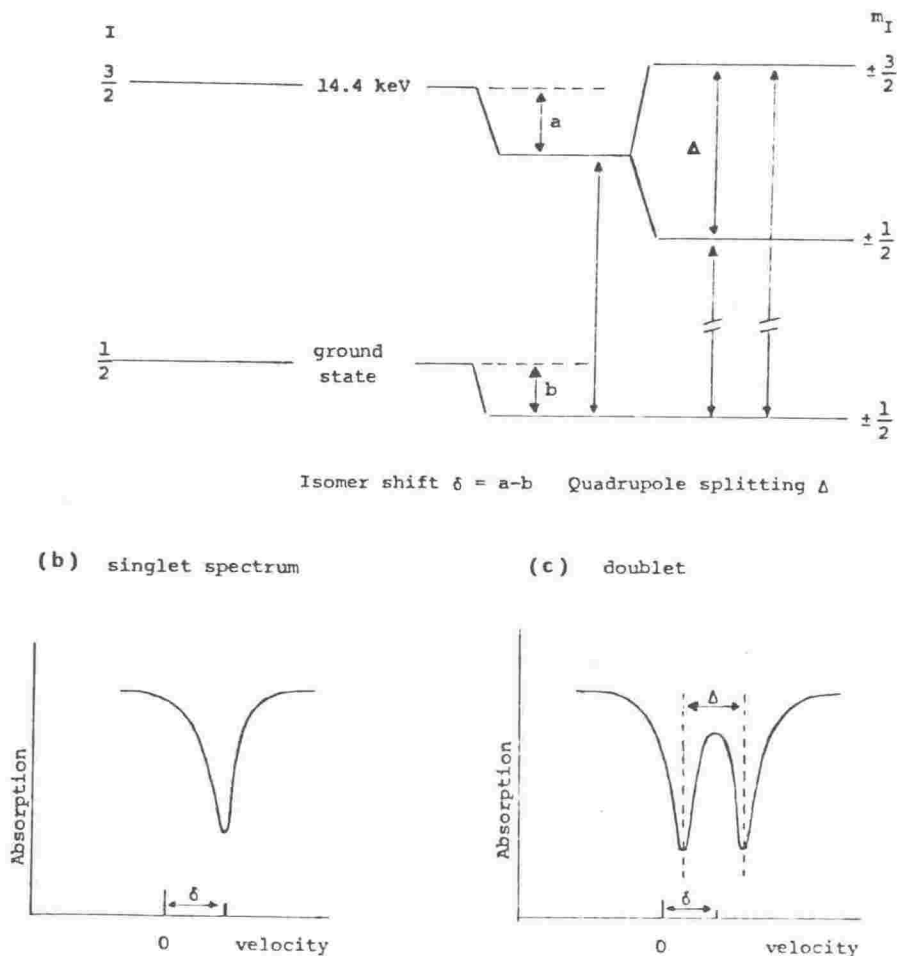 I
m_I
3/2
14.4 keV
± 3/2
a
Δ
± 1/2
1/2
ground
state
b
± 1/2
Isomer shift δ = a-b Quadrupole splitting Δ
(b) singlet spectrum
(c) doublet
Absorption
δ
0 velocity
Absorption
Δ
δ
0 velocity